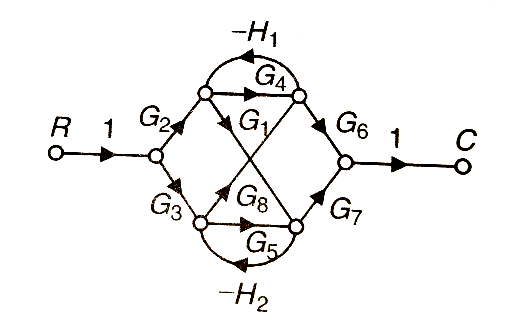 –H₁
G₄
R 1 G₂ G₁ G₆ 1 C
G₃ G₈ G₇
G₅
–H₂